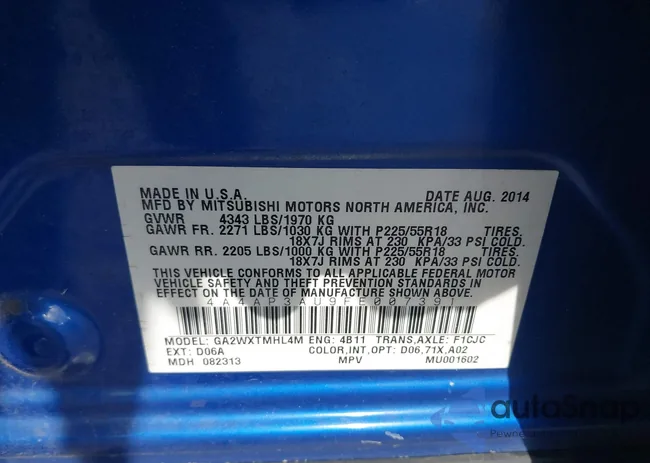 MADE IN U.S.A. DATE AUG. 2014
MFD BY MITSUBISHI MOTORS NORTH AMERICA, INC.
GVWR 4343 LBS/1970 KG
GAWR FR. 2271 LBS/1030 KG WITH P225/55R18 TIRES.
18X7J RIMS AT 230 KPA/33 PSI COLD.
GAWR RR. 2205 LBS/1000 KG WITH P225/55R18 TIRES.
18X7J RIMS AT 230 KPA/33 PSI COLD.
THIS VEHICLE CONFORMS TO ALL APPLICABLE FEDERAL MOTOR
VEHICLE SAFETY AND THEFT PREVENTION STANDARDS IN
EFFECT ON THE DATE OF MANUFACTURE SHOWN ABOVE.
4A4AP3AU9FE007391
MODEL: GA2WXTMHL4M ENG: 4B11 TRANS,AXLE: F1CJC
EXT: D06A COLOR,INT,OPT: D06,71X,A02
MDH 082313 MPV MU001602
autoSnap
Powered